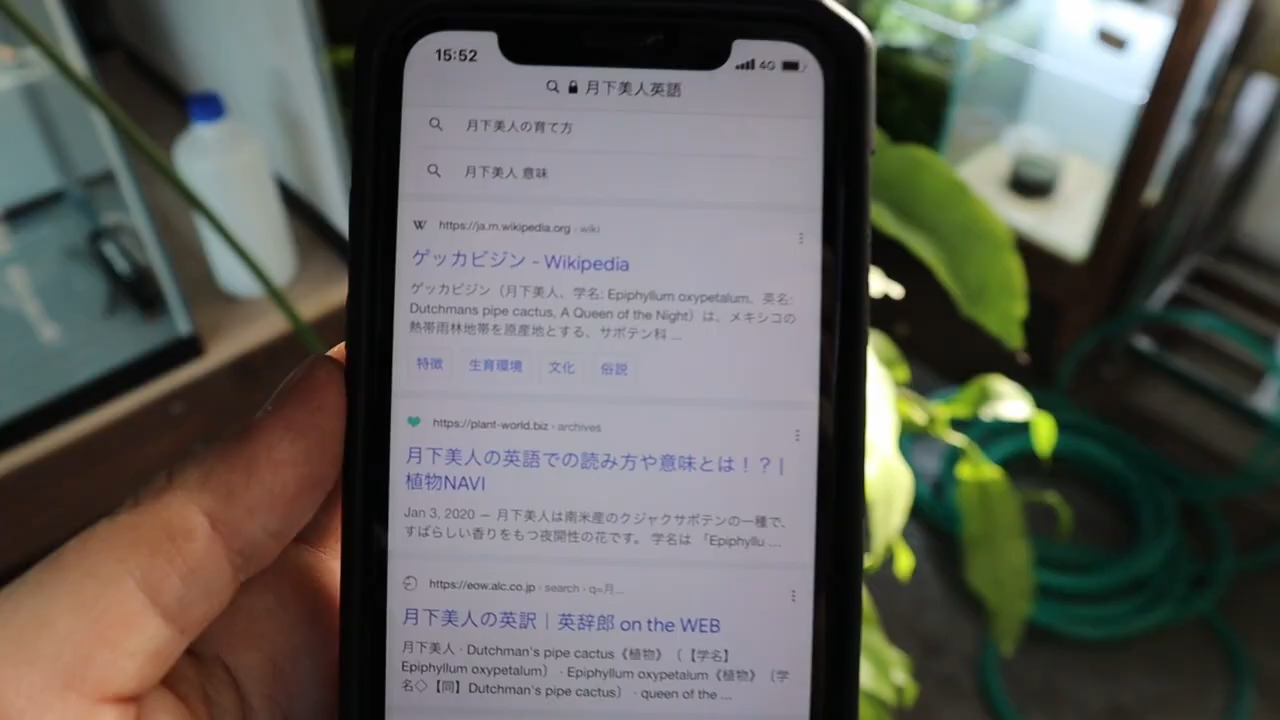 15:52
4G
月下美人英語
月下美人の育て方
月下美人 意味
W https://ja.m.wikipedia.org › wiki
ゲッカビジン - Wikipedia
ゲッカビジン（月下美人、学名: Epiphyllum oxypetalum、英名:
Dutchmans pipe cactus, A Queen of the Night）は、メキシコの
熱帯雨林地帯を原産地とする、サボテン科 ...
特徴 生育環境 文化 俗説
https://plant-world.biz › archives
月下美人の英語での読み方や意味とは！？ |
植物NAVI
Jan 3, 2020 — 月下美人は南米産のクジャクサボテンの一種で、
すばらしい香りをもつ夜開性の花です。 学名は 「Epiphyllu ...
https://eow.alc.co.jp › search › q=月...
月下美人の英訳｜英辞郎 on the WEB
月下美人 · Dutchman's pipe cactus《植物》〔【学名】
Epiphyllum oxypetalum〕 · Epiphyllum oxypetalum《植物》〔学
名◇【同】Dutchman's pipe cactus〕 · queen of the ...